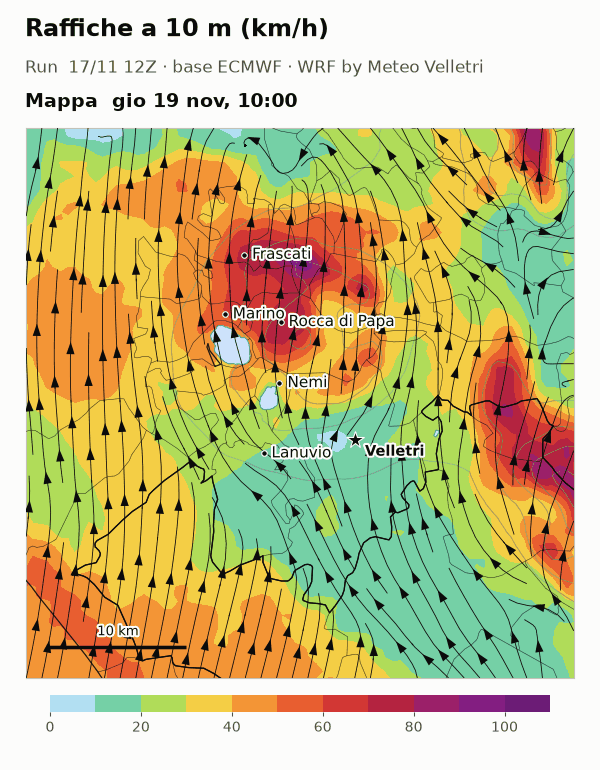 Raffiche a 10 m (km/h)
Run 17/11 12Z · base ECMWF · WRF by Meteo Velletri
Mappa gio 19 nov, 10:00
Frascati
Marino
Rocca di Papa
Nemi
Velletri
Lanuvio
10 km
0 20 40 60 80 100